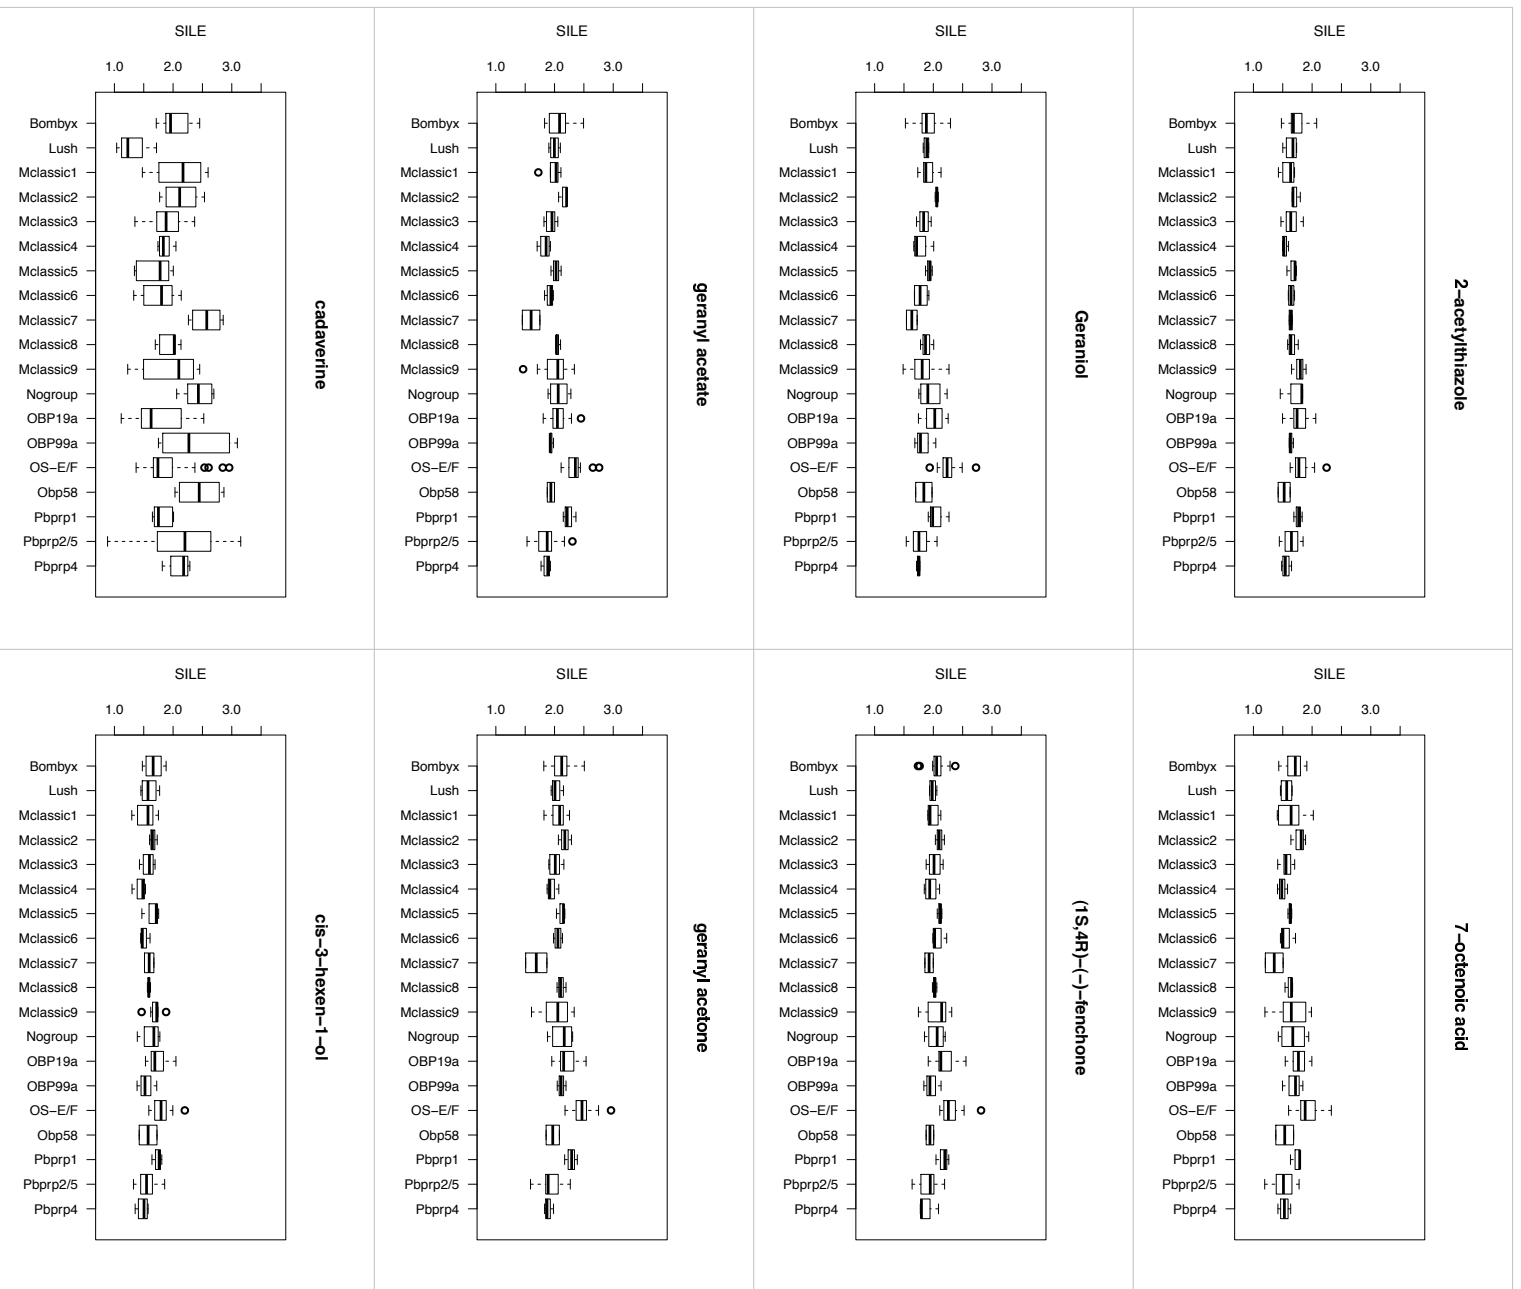 SILE
1.0 2.0 3.0
Bombyx
Lush
Mclassic1
Mclassic2
Mclassic3
Mclassic4
Mclassic5
Mclassic6
Mclassic7
Mclassic8
Mclassic9
Nogroup
OBP19a
OBP99a
OS−E/F
Obp58
Pbprp1
Pbprp2/5
Pbprp4
cadaverine
SILE
1.0 2.0 3.0
Bombyx
Lush
Mclassic1
Mclassic2
Mclassic3
Mclassic4
Mclassic5
Mclassic6
Mclassic7
Mclassic8
Mclassic9
Nogroup
OBP19a
OBP99a
OS−E/F
Obp58
Pbprp1
Pbprp2/5
Pbprp4
geranyl acetate
SILE
1.0 2.0 3.0
Bombyx
Lush
Mclassic1
Mclassic2
Mclassic3
Mclassic4
Mclassic5
Mclassic6
Mclassic7
Mclassic8
Mclassic9
Nogroup
OBP19a
OBP99a
OS−E/F
Obp58
Pbprp1
Pbprp2/5
Pbprp4
Geraniol
SILE
1.0 2.0 3.0
Bombyx
Lush
Mclassic1
Mclassic2
Mclassic3
Mclassic4
Mclassic5
Mclassic6
Mclassic7
Mclassic8
Mclassic9
Nogroup
OBP19a
OBP99a
OS−E/F
Obp58
Pbprp1
Pbprp2/5
Pbprp4
2−acetylthiazole
SILE
1.0 2.0 3.0
Bombyx
Lush
Mclassic1
Mclassic2
Mclassic3
Mclassic4
Mclassic5
Mclassic6
Mclassic7
Mclassic8
Mclassic9
Nogroup
OBP19a
OBP99a
OS−E/F
Obp58
Pbprp1
Pbprp2/5
Pbprp4
cis−3−hexen−1−ol
SILE
1.0 2.0 3.0
Bombyx
Lush
Mclassic1
Mclassic2
Mclassic3
Mclassic4
Mclassic5
Mclassic6
Mclassic7
Mclassic8
Mclassic9
Nogroup
OBP19a
OBP99a
OS−E/F
Obp58
Pbprp1
Pbprp2/5
Pbprp4
geranyl acetone
SILE
1.0 2.0 3.0
Bombyx
Lush
Mclassic1
Mclassic2
Mclassic3
Mclassic4
Mclassic5
Mclassic6
Mclassic7
Mclassic8
Mclassic9
Nogroup
OBP19a
OBP99a
OS−E/F
Obp58
Pbprp1
Pbprp2/5
Pbprp4
(1S,4R)−(−)−fenchone
SILE
1.0 2.0 3.0
Bombyx
Lush
Mclassic1
Mclassic2
Mclassic3
Mclassic4
Mclassic5
Mclassic6
Mclassic7
Mclassic8
Mclassic9
Nogroup
OBP19a
OBP99a
OS−E/F
Obp58
Pbprp1
Pbprp2/5
Pbprp4
7−octenoic acid